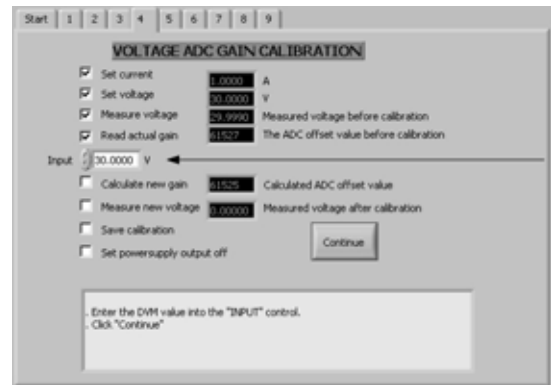 Start 1 2 3 4 5 6 7 8 9
VOLTAGE ADC GAIN CALIBRATION
Set current 1.0000 A
Set voltage 30.0000 V
Measure voltage 29.9990 Measured voltage before calibration
Read actual gain 61527 The ADC offset value before calibration
Input 30.0000 V
Calculate new gain 61525 Calculated ADC offset value
Measure new voltage 0.00000 Measured voltage after calibration
Save calibration
Continue
Set powersupply output off
. Enter the DVM value into the "INPUT" control.
. Click "Continue"